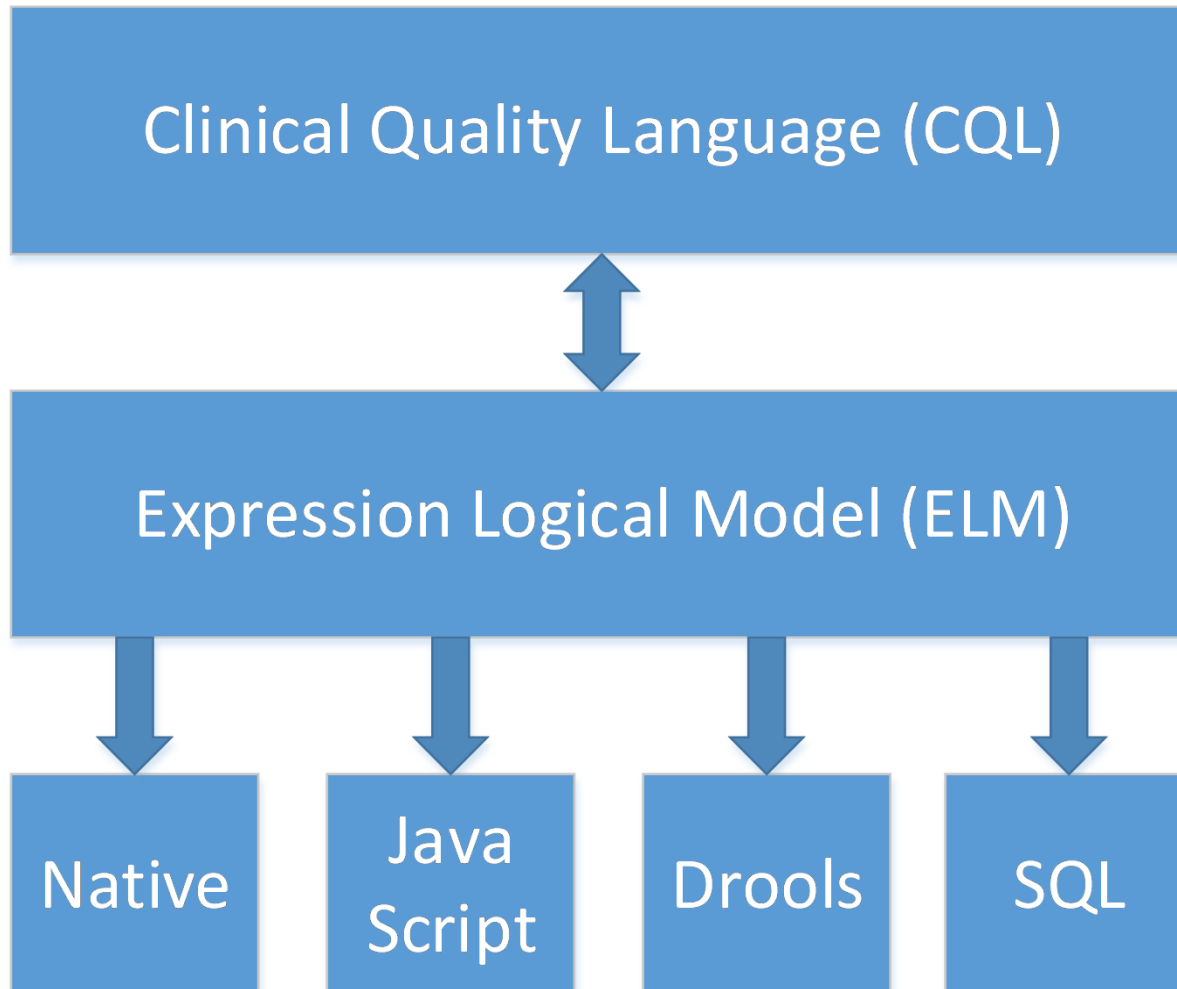 Clinical Quality Language (CQL)
Expression Logical Model (ELM)
Native
Java
Script
Drools
SQL